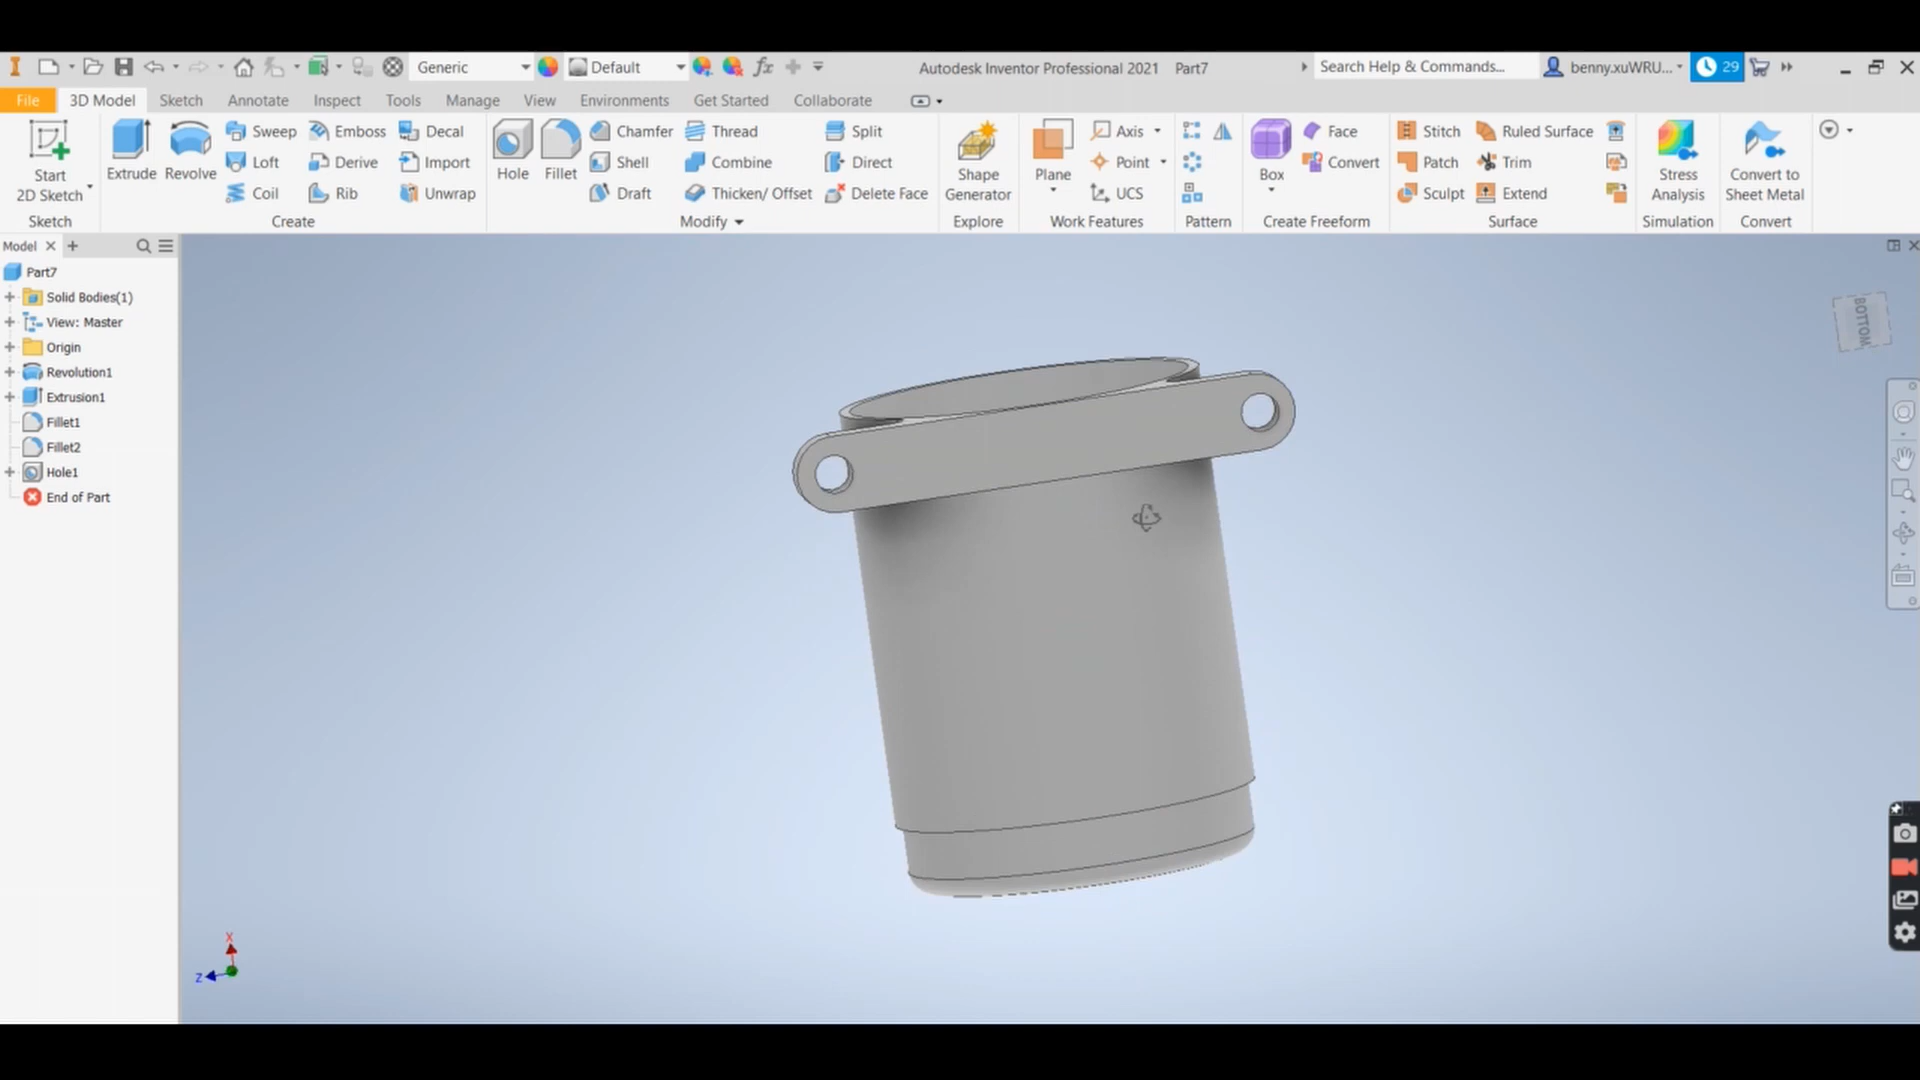 Generic
Default
fx
Autodesk Inventor Professional 2021 Part7
Search Help & Commands...
benny.xuWRU...
29
File 3D Model Sketch Annotate Inspect Tools Manage View Environments Get Started Collaborate
Start
2D Sketch
Sketch
Extrude
Revolve
Sweep Emboss Decal
Loft Derive Import
Coil Rib Unwrap
Create
Hole
Fillet
Chamfer Thread Split
Shell Combine Direct
Draft Thicken/ Offset Delete Face
Modify
Shape
Generator
Explore
Plane
Axis
Point
UCS
Work Features
Pattern
Box
Face
Convert
Create Freeform
Stitch Ruled Surface
Patch Trim
Sculpt Extend
Surface
Stress
Analysis
Simulation
Convert to
Sheet Metal
Convert
Model
Part7
Solid Bodies(1)
View: Master
Origin
Revolution1
Extrusion1
Fillet1
Fillet2
Hole1
End of Part
BOTTOM
X
Z